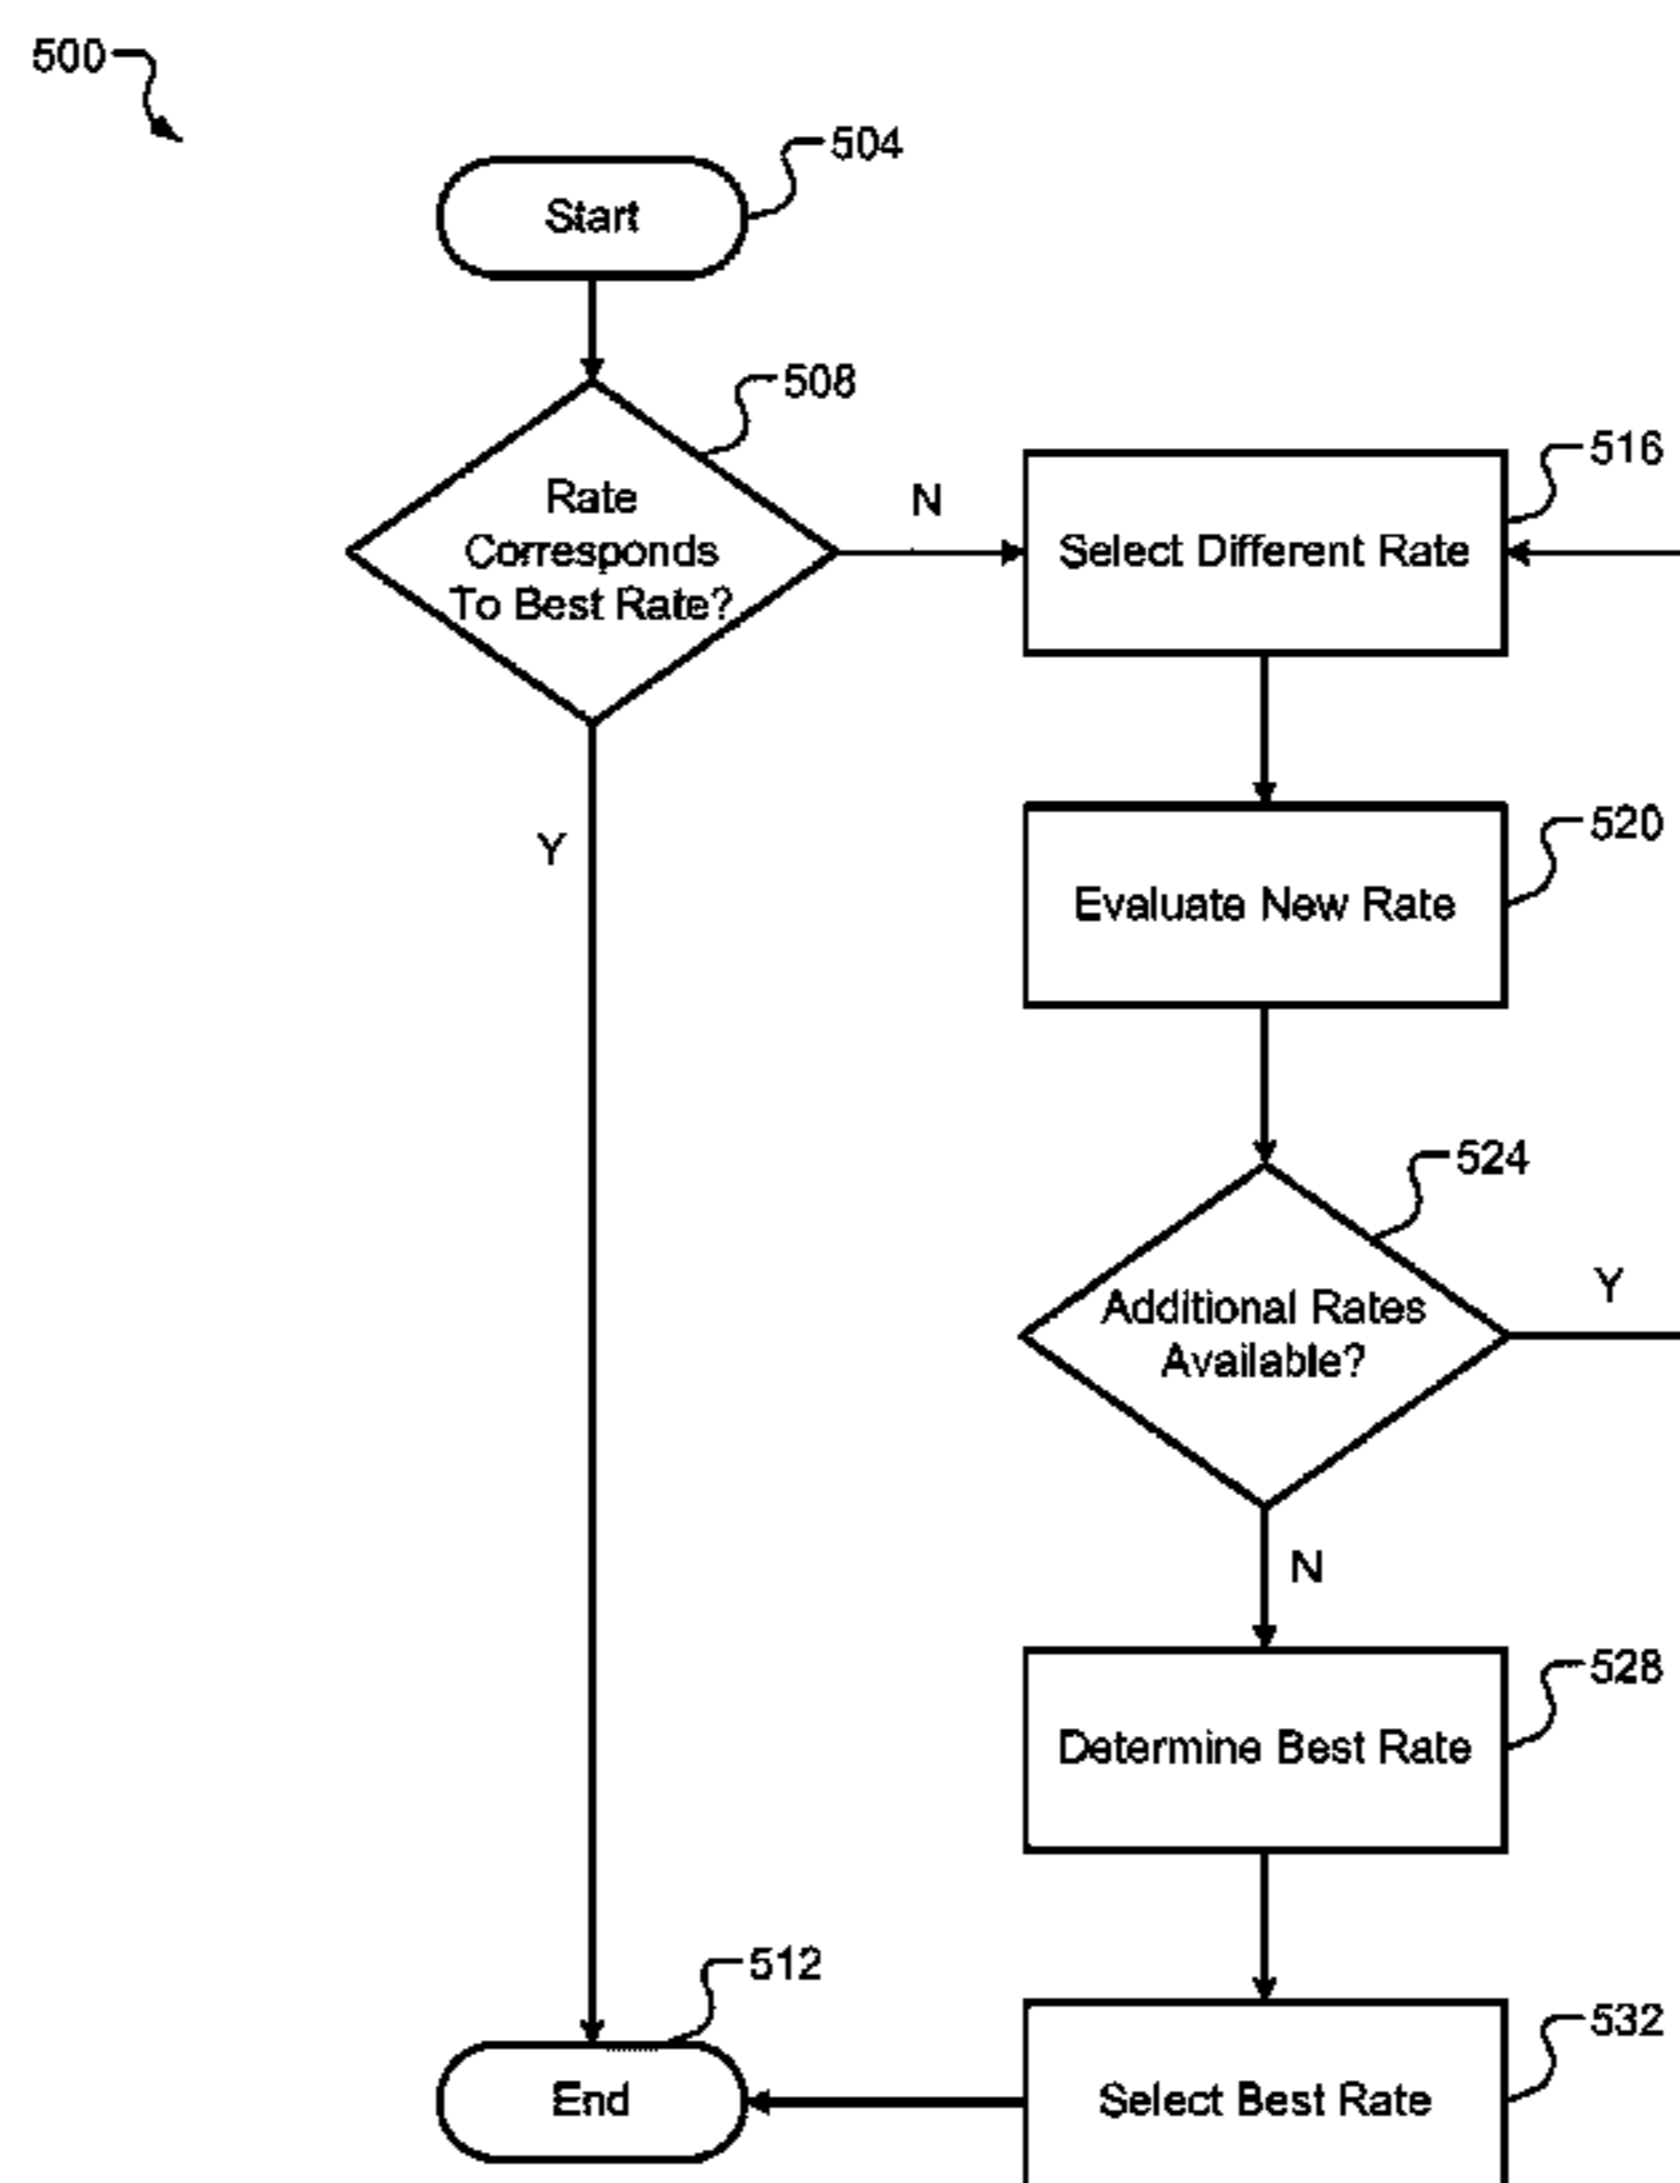 500
504
Start
508
Rate
Corresponds
To Best Rate?
N
516
Select Different Rate
Y
520
Evaluate New Rate
524
Additional Rates
Available?
Y
N
528
Determine Best Rate
512
End
532
Select Best Rate